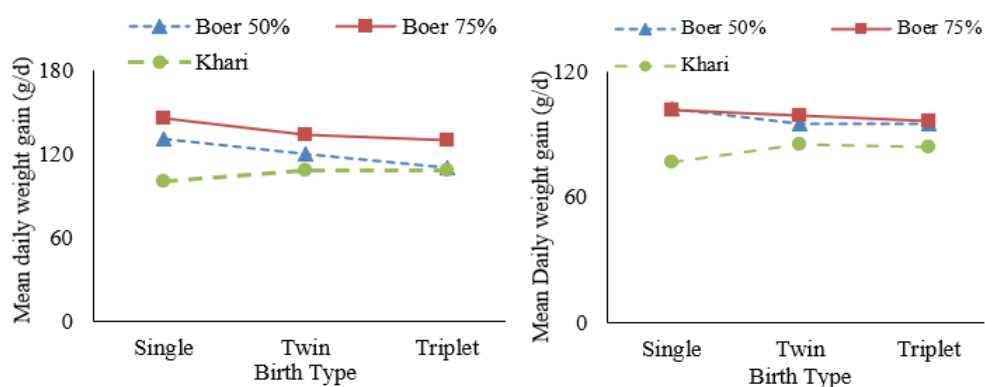 Boer 50%
Boer 75%
Khari
Mean daily weight gain (g/d)
180
120
60
0
Single
Twin
Triplet
Birth Type
Boer 50%
Boer 75%
Khari
Mean Daily weight gain (g/d)
120
60
0
Single
Twin
Triplet
Birth Type